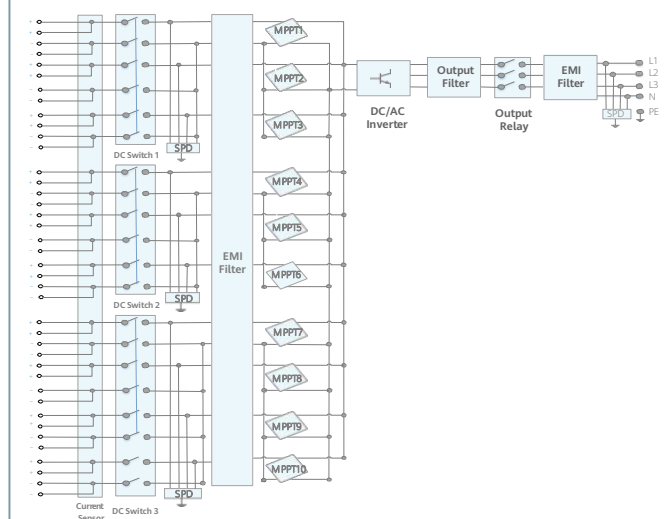 MPPT1
MPPT2
MPPT3
SPD
DC Switch 1
MPPT4
MPPT5
MPPT6
SPD
DC Switch 2
EMI
Filter
MPPT7
MPPT8
MPPT9
MPPT10
SPD
Current
Sensor
DC Switch 3
DC/AC
Inverter
Output
Filter
Output
Relay
EMI
Filter
L1
L2
L3
N
SPD
PE